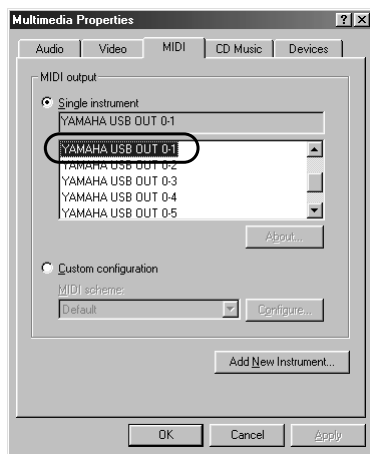 Multimedia Properties
Audio Video MIDI CD Music Devices
MIDI output
Single instrument
YAMAHA USB OUT 0-1
YAMAHA USB OUT 0-1
YAMAHA USB OUT 0-2
YAMAHA USB OUT 0-3
YAMAHA USB OUT 0-4
YAMAHA USB OUT 0-5
About...
Custom configuration
MIDI scheme:
Default Configure...
Add New Instrument...
OK Cancel Apply